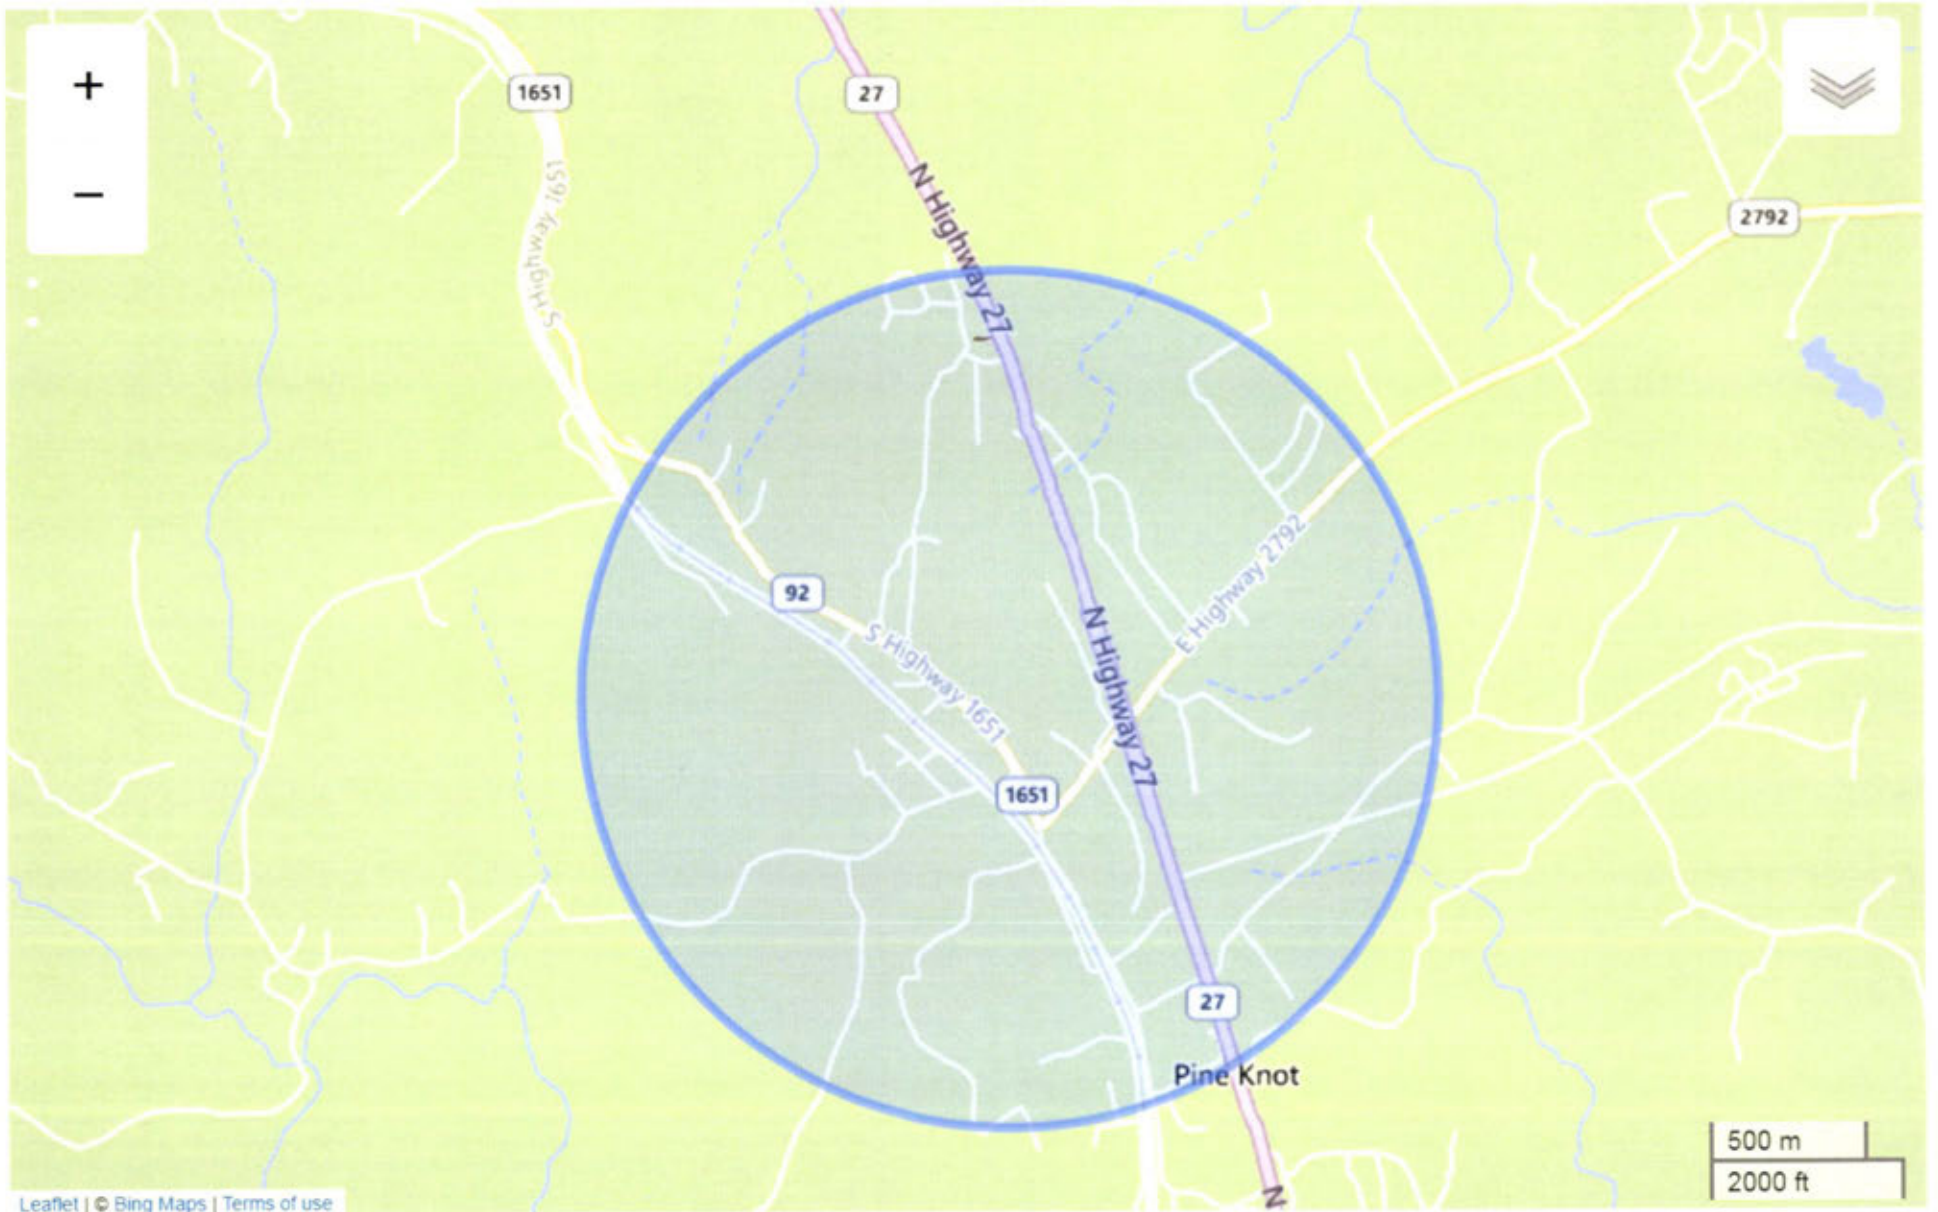 +
1651
27
−
S Highway 1651
N Highway 27
2792
E Highway 2792
92
S Highway 1651
N Highway 27
1651
27
Pine Knot
500 m
2000 ft
N
Leaflet | © Bing Maps | Terms of use